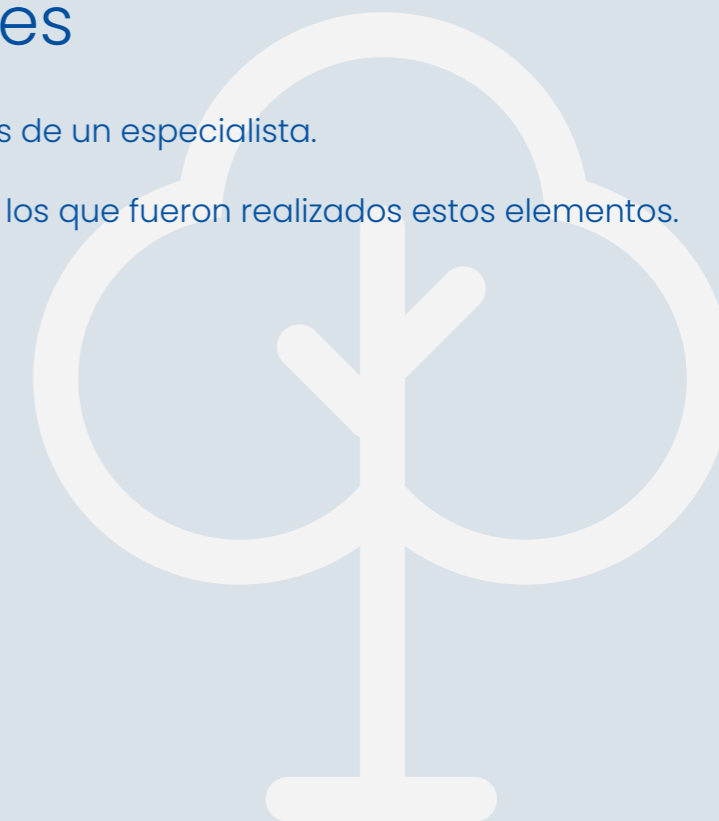 es
s de un especialista.
los que fueron realizados estos elementos.